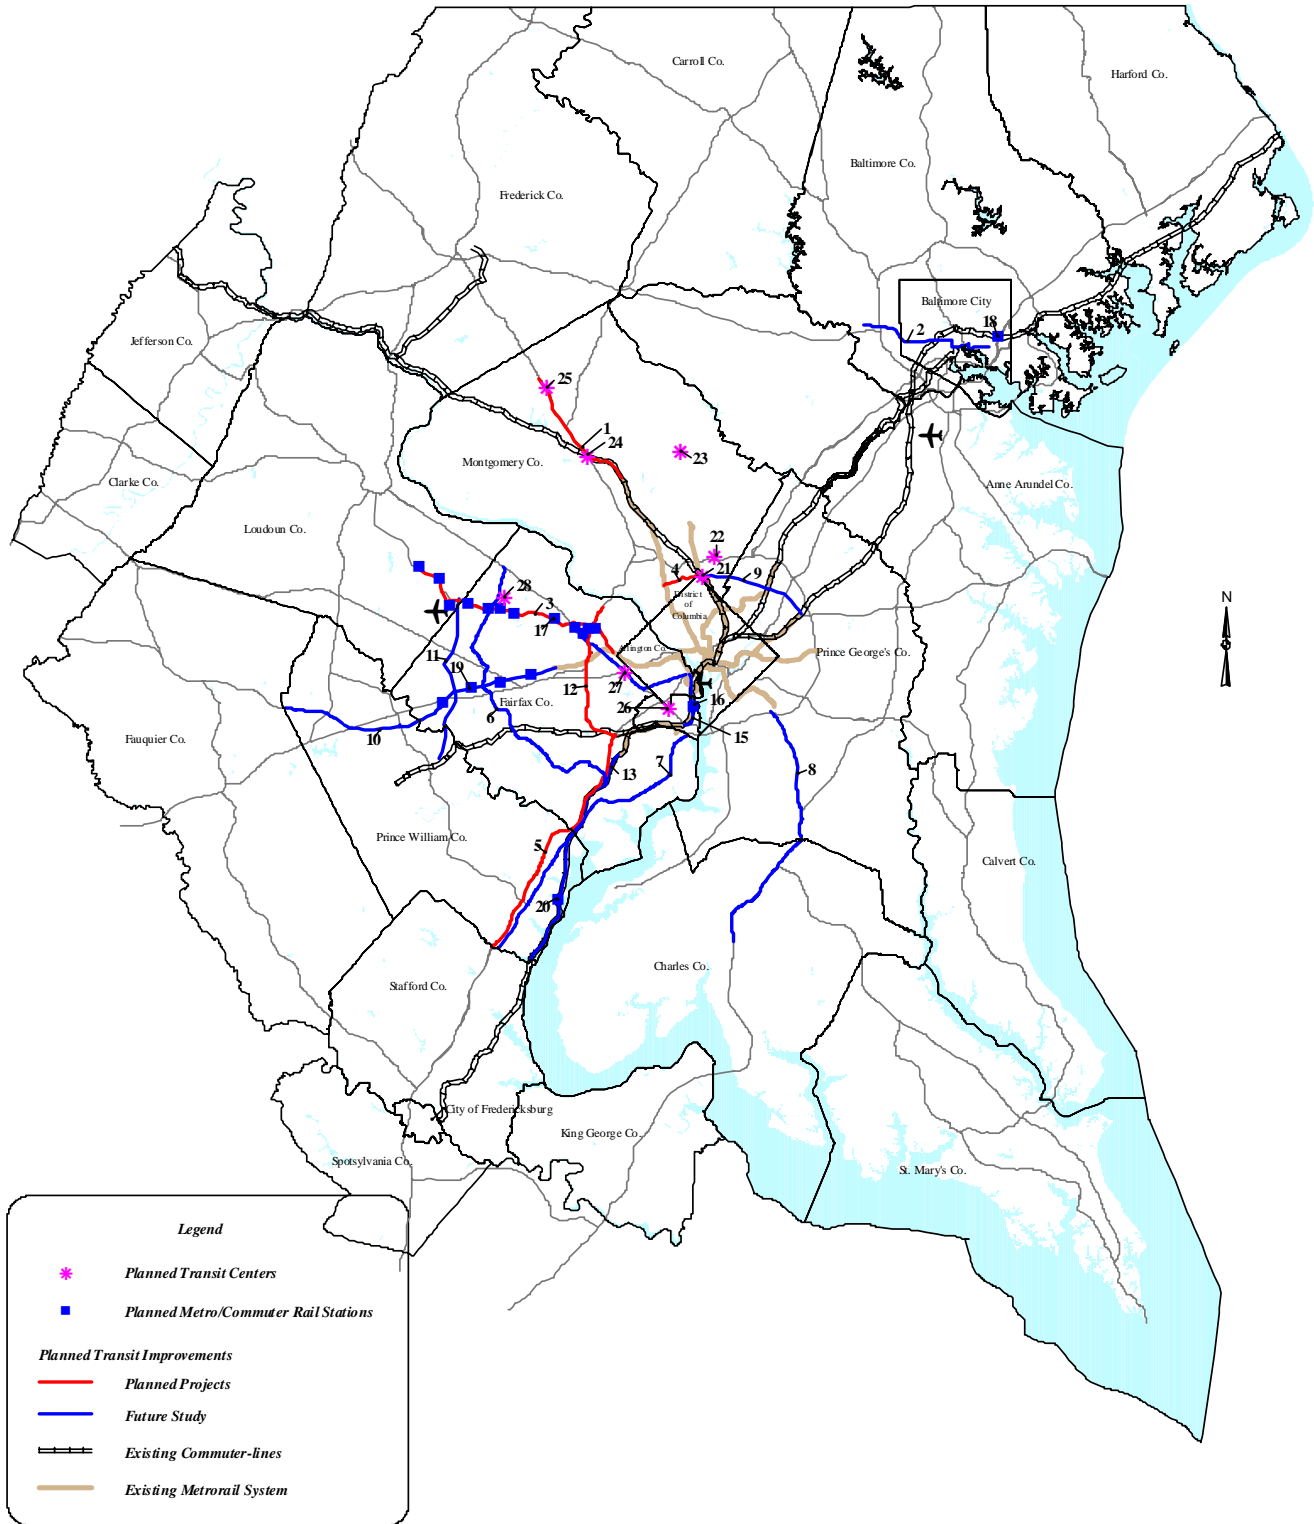 Carroll Co.
Harford Co.
Baltimore Co.
Frederick Co.
Baltimore City
18
2
Jefferson Co.
25
1
24
23
Montgomery Co.
Clarke Co.
Anne Arundel Co.
Loudoun Co.
22
4
21
9
28
District
of
Columbia
3
17
N
Arlington Co.
Prince George's Co.
11
19
27
12
Fairfax Co.
26
16
6
10
Fauquier Co.
15
13
7
8
Prince William Co.
5
Calvert Co.
20
Charles Co.
Stafford Co.
City of Fredericksburg
King George Co.
Spotsylvania Co.
St. Mary's Co.
Legend
Planned Transit Centers
Planned Metro/Commuter Rail Stations
Planned Transit Improvements
Planned Projects
Future Study
Existing Commuter-lines
Existing Metrorail System